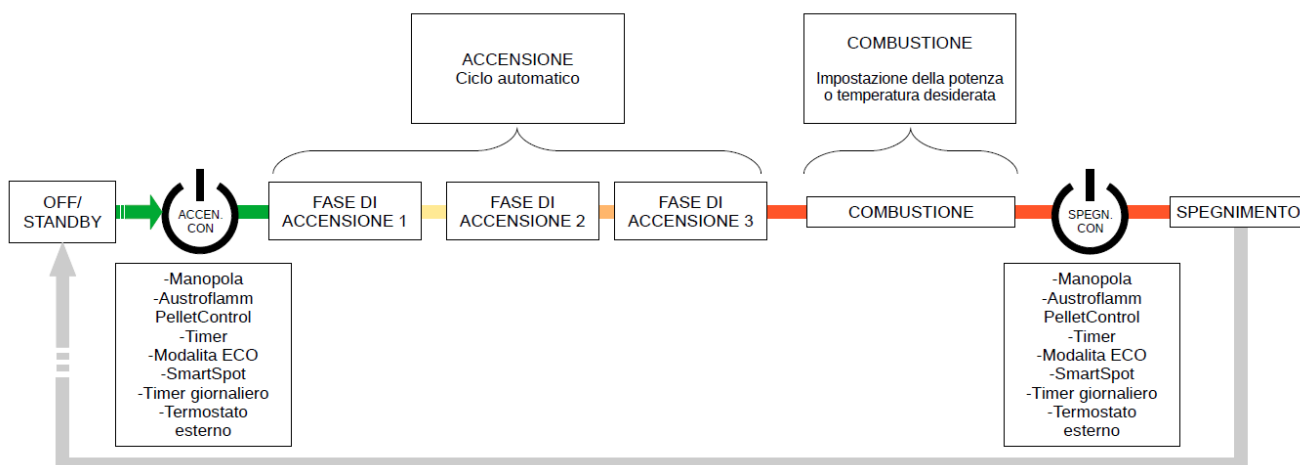 ACCENSIONE
Ciclo automatico
COMBUSTIONE
Impostazione della potenza
o temperatura desiderata
OFF/
STANDBY
ACCEN.
CON
FASE DI
ACCENSIONE 1
FASE DI
ACCENSIONE 2
FASE DI
ACCENSIONE 3
COMBUSTIONE
SPEGN.
CON
SPEGNIMENTO
-Manopola
-Austroflamm
PelletControl
-Timer
-Modalita ECO
-SmartSpot
-Timer giornaliero
-Termostato
esterno
-Manopola
-Austroflamm
PelletControl
-Timer
-Modalita ECO
-SmartSpot
-Timer giornaliero
-Termostato
esterno